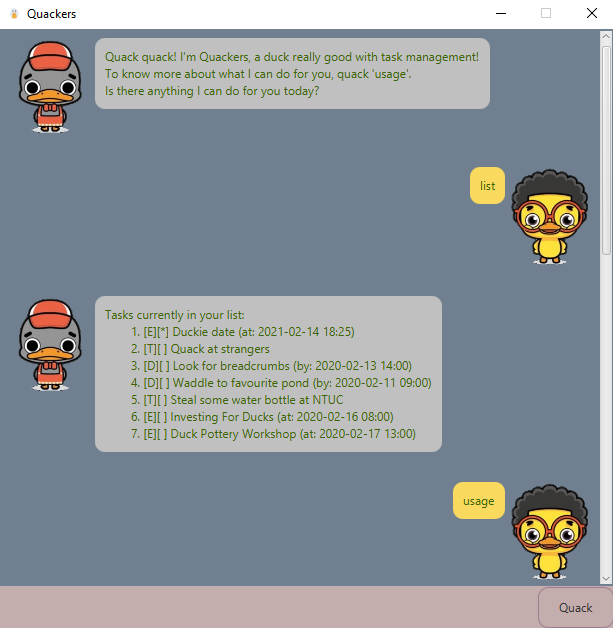 Quackers
Quack quack! I'm Quackers, a duck really good with task management!
To know more about what I can do for you, quack 'usage'.
Is there anything I can do for you today?
list
Tasks currently in your list:
1. [E][*] Duckie date (at: 2021-02-14 18:25)
2. [T][ ] Quack at strangers
3. [D][ ] Look for breadcrumbs (by: 2020-02-13 14:00)
4. [D][ ] Waddle to favourite pond (by: 2020-02-11 09:00)
5. [T][ ] Steal some water bottle at NTUC
6. [E][ ] Investing For Ducks (at: 2020-02-16 08:00)
7. [E][ ] Duck Pottery Workshop (at: 2020-02-17 13:00)
usage
Quack